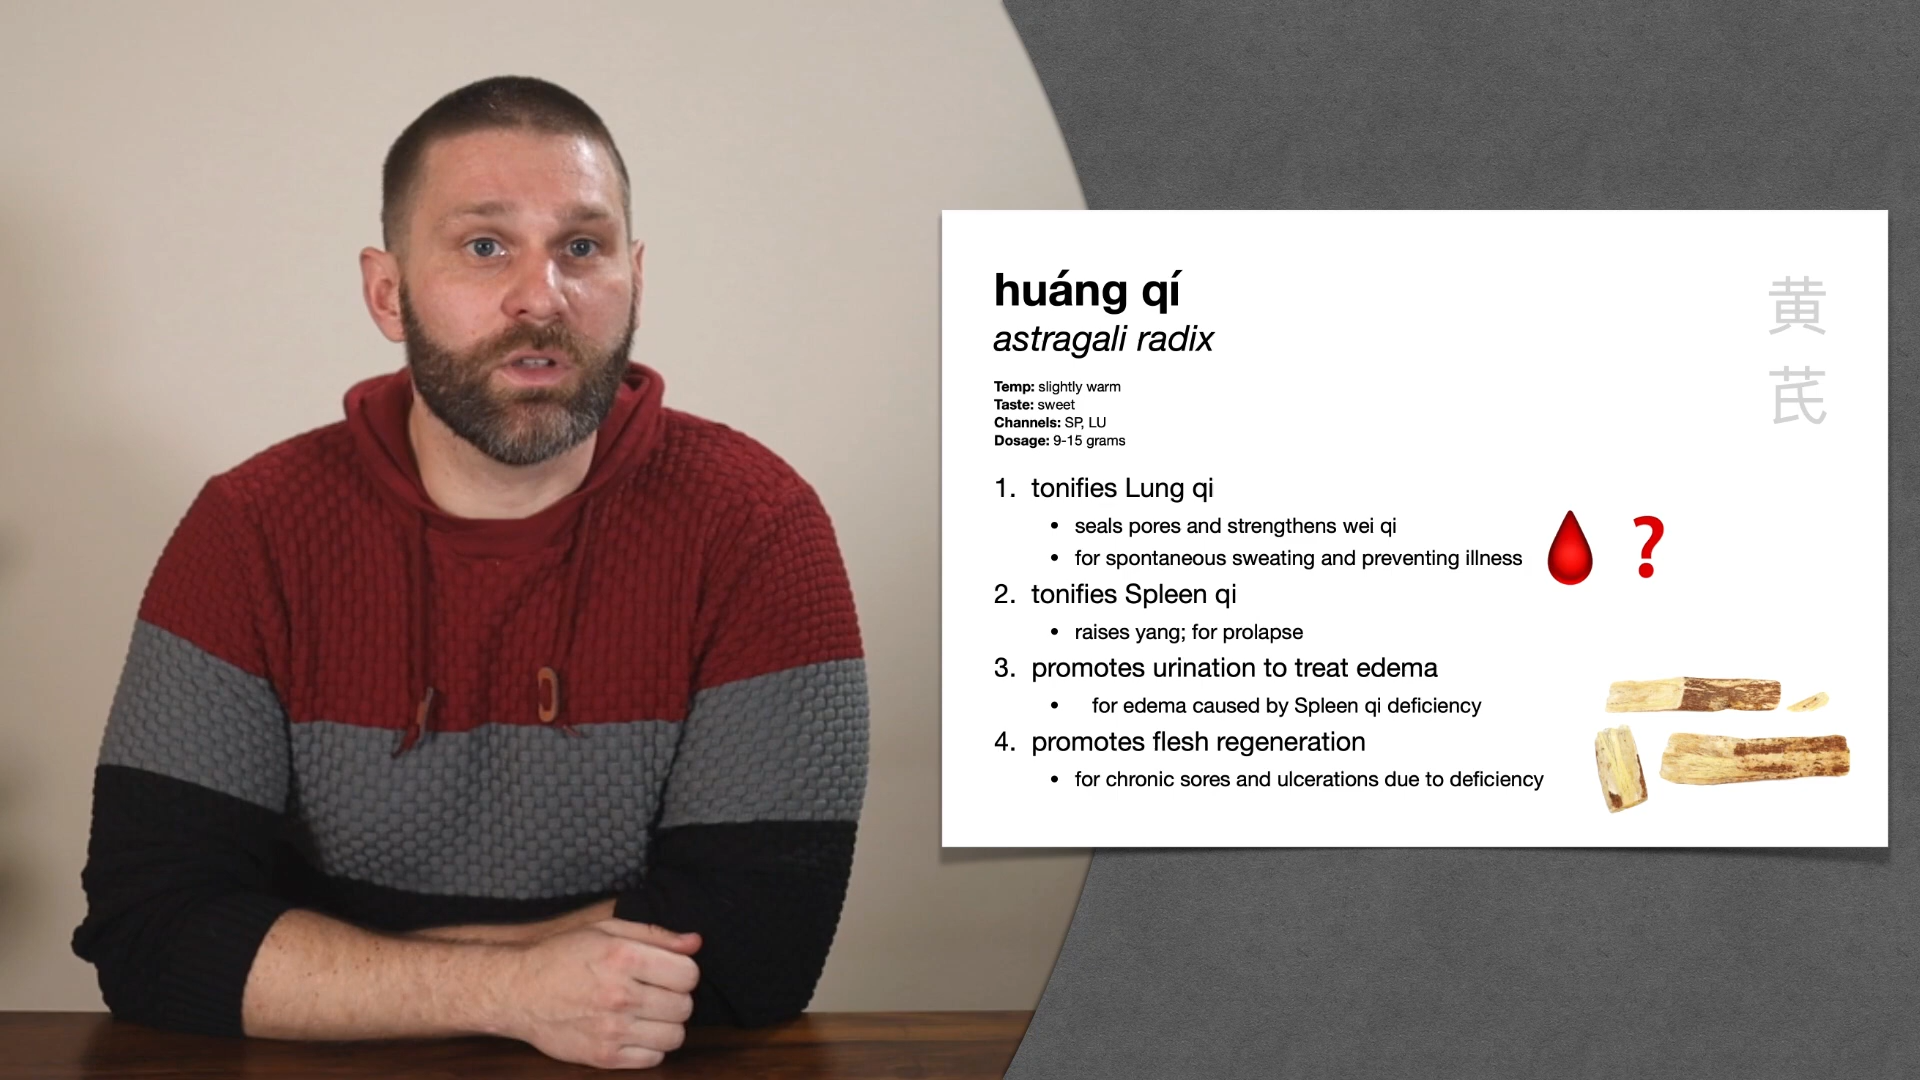 huáng qí
astragali radix
黄
芪
Temp: slightly warm
Taste: sweet
Channels: SP, LU
Dosage: 9-15 grams
1. tonifies Lung qi
• seals pores and strengthens wei qi
• for spontaneous sweating and preventing illness
?
2. tonifies Spleen qi
• raises yang; for prolapse
3. promotes urination to treat edema
• for edema caused by Spleen qi deficiency
4. promotes flesh regeneration
• for chronic sores and ulcerations due to deficiency